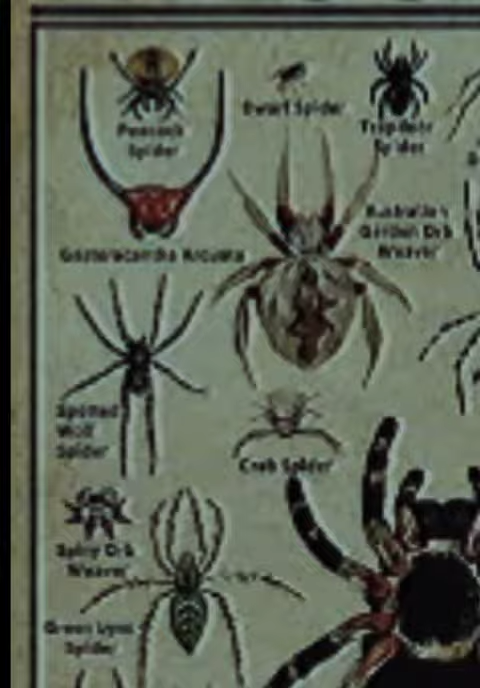 Peacock
Spider
Dwarf Spider
Trapdoor
Spider
Australian
Garden Orb
Weaver
Gasteracantha Arcuata
Spotted
Wolf
Spider
Crab Spider
Spiny Orb
Weaver
Green Lynx
Spider